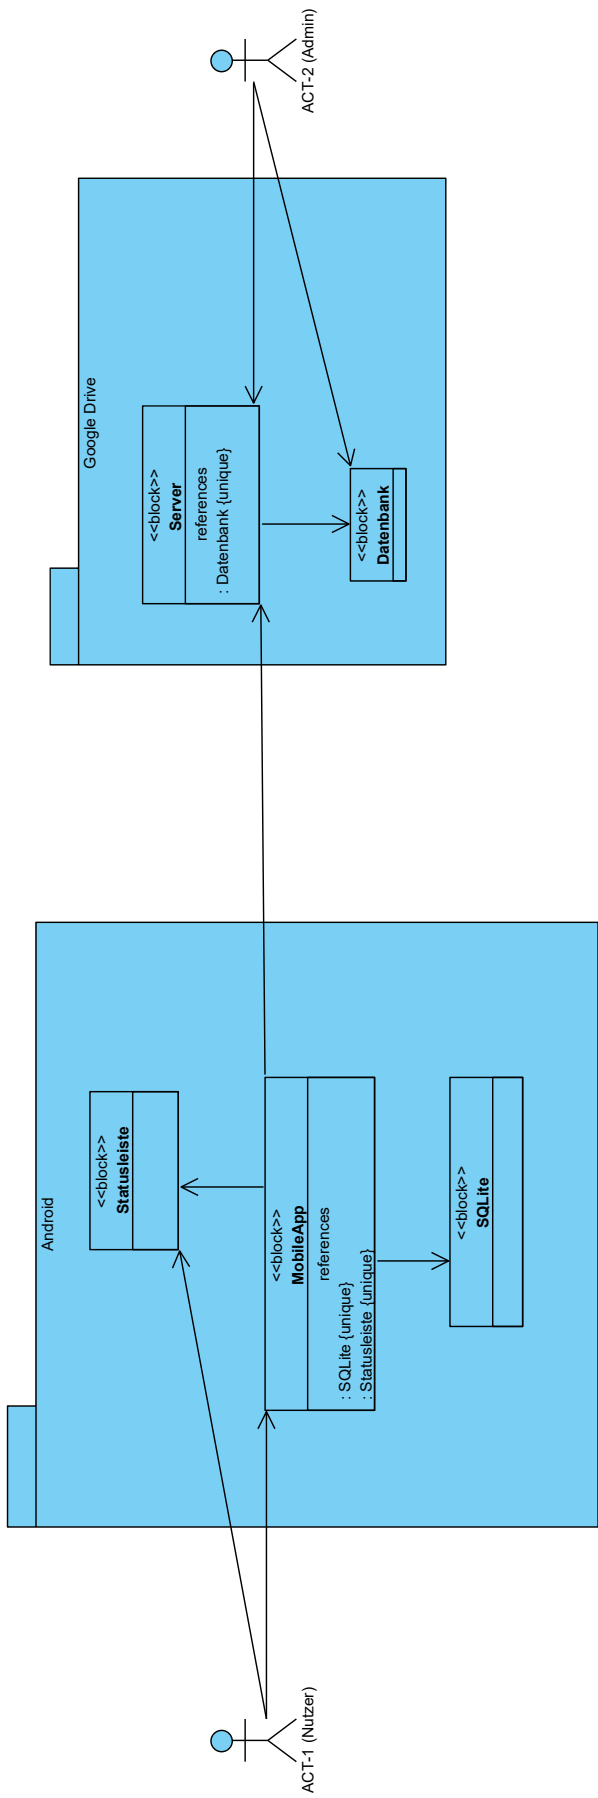 ACT-1 (Nutzer)
Android
<<block>>
Statusleiste
<<block>>
MobileApp
references
: SQLite {unique}
: Statusleiste {unique}
<<block>>
SQLite
Google Drive
<<block>>
Server
references
: Datenbank {unique}
<<block>>
Datenbank
ACT-2 (Admin)